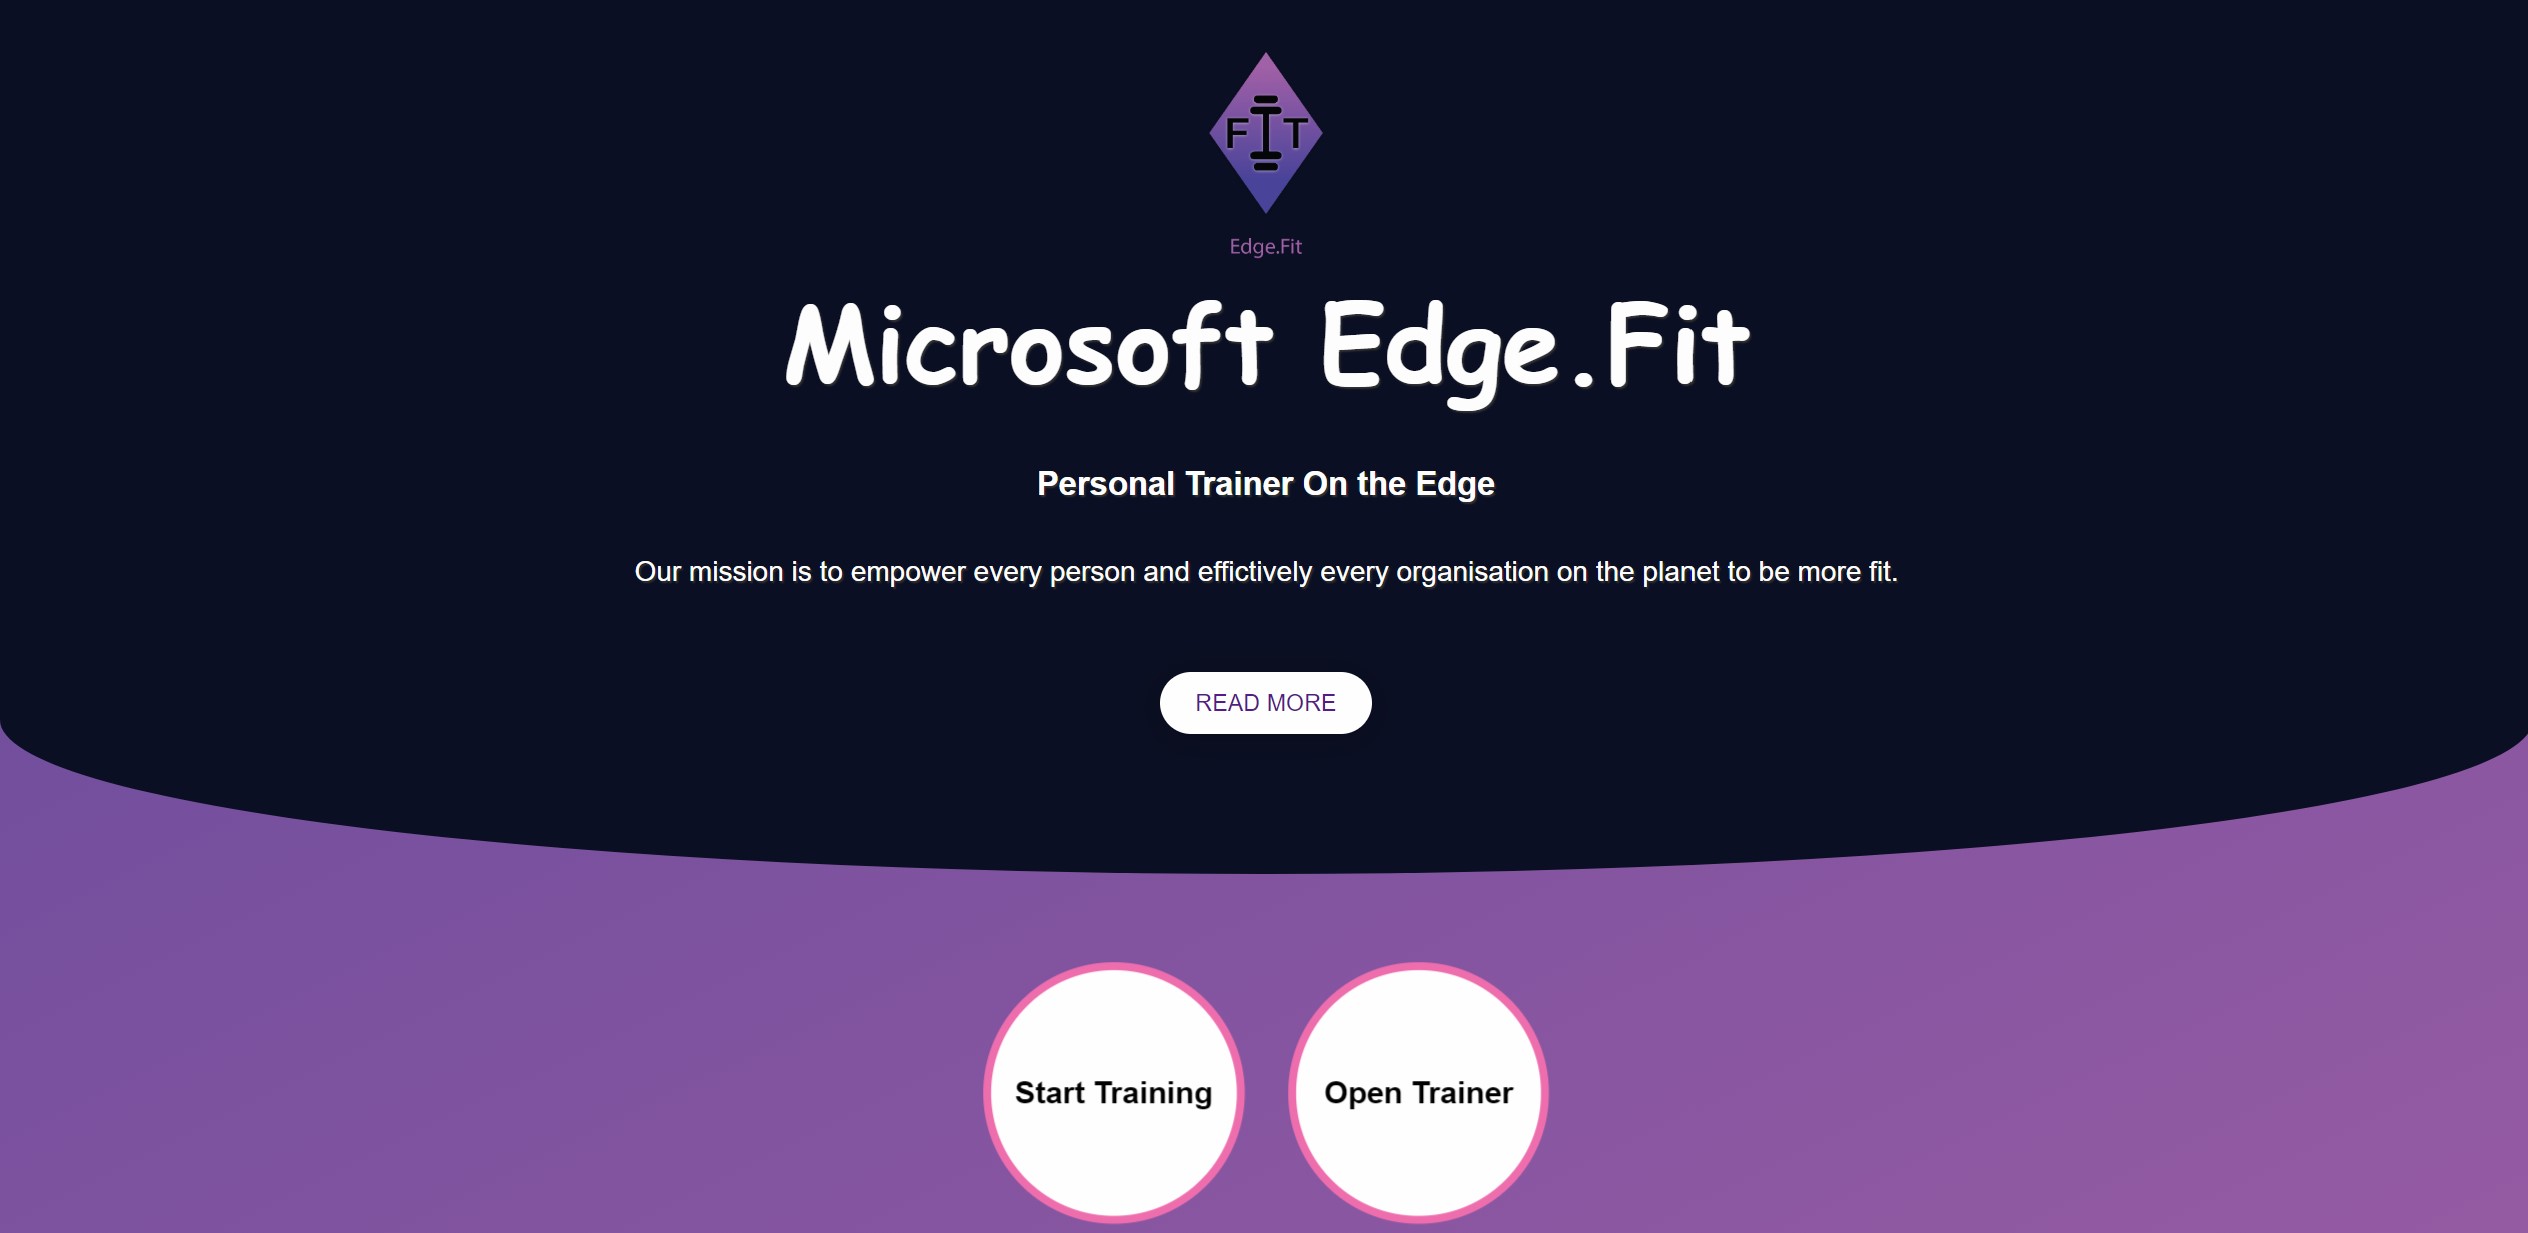 FIT
Edge.Fit
Microsoft Edge.Fit
Personal Trainer On the Edge
Our mission is to empower every person and effictively every organisation on the planet to be more fit.
READ MORE
Start Training
Open Trainer